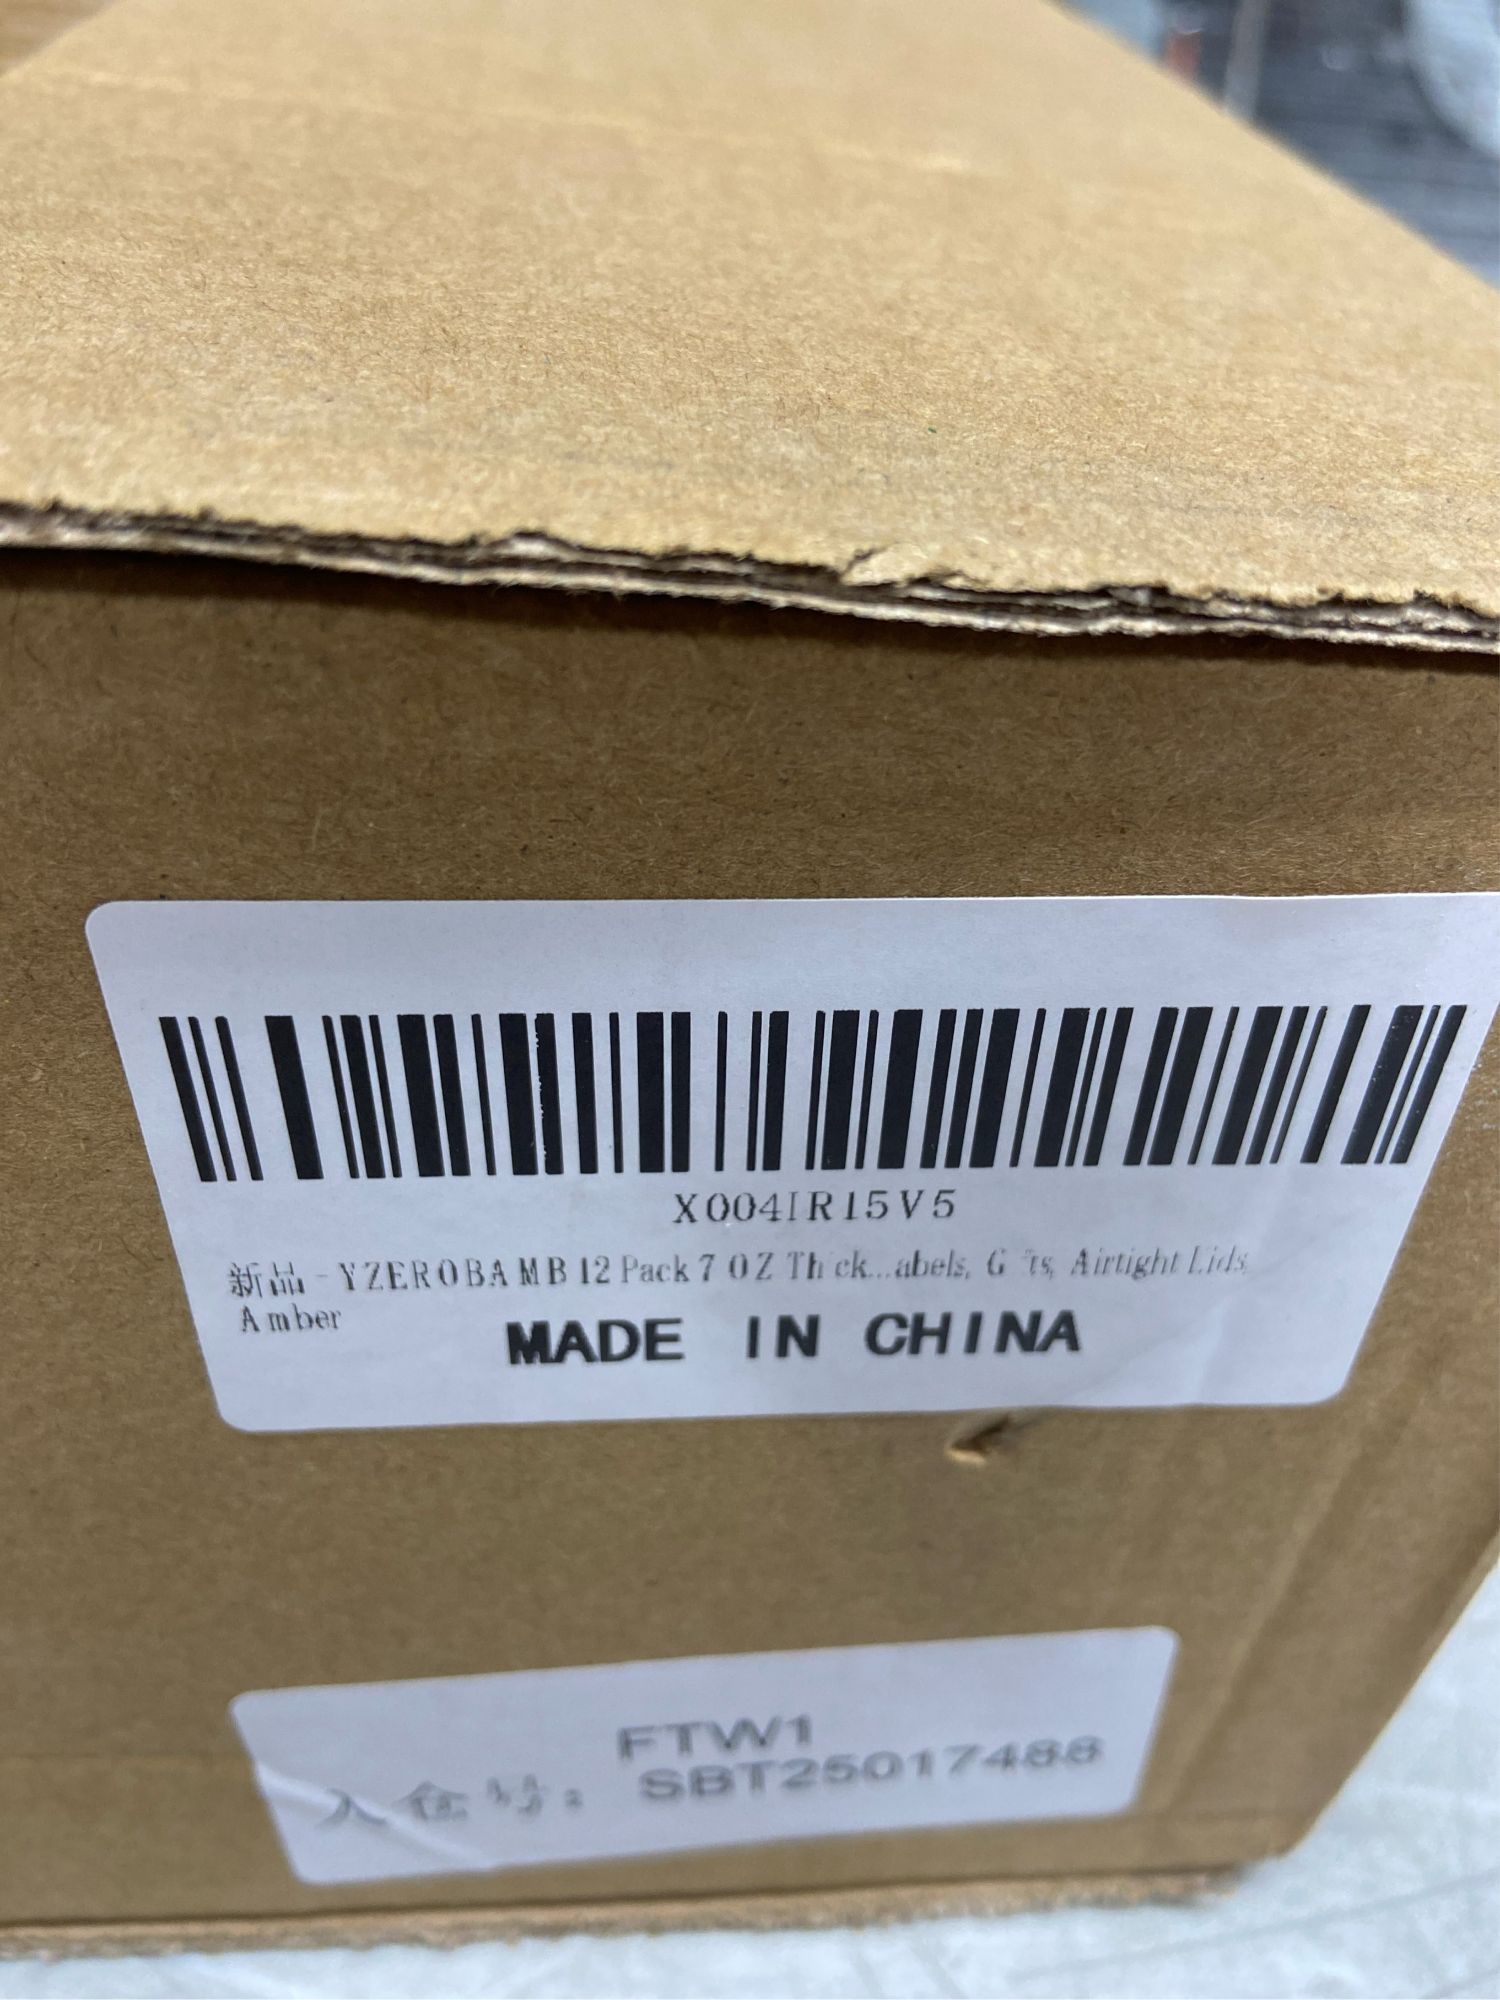 X004IR15V5
新品 - YZEROBAMB 12 Pack 7 OZ Thick...abels, Gifts, Airtight Lids,
Amber
MADE IN CHINA
FTW1
入仓号: SBT25017488